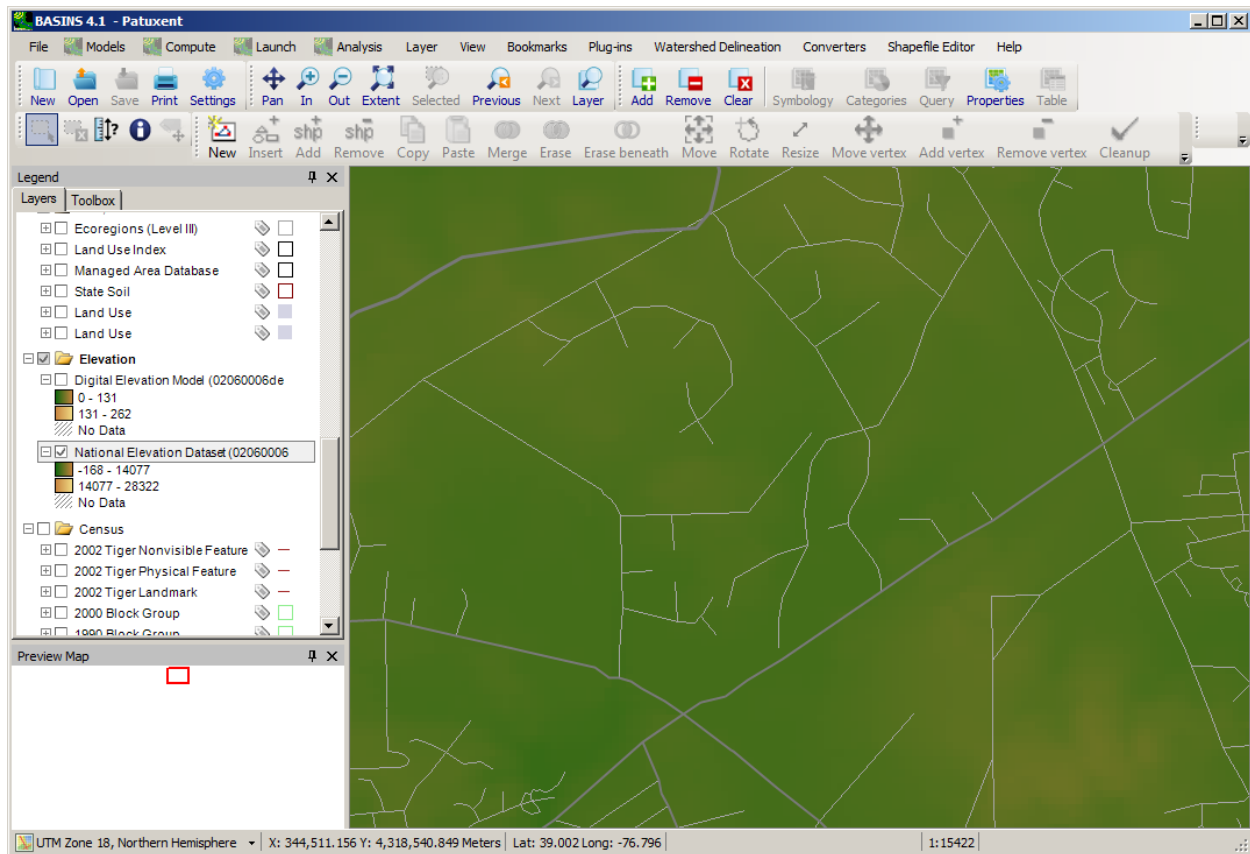 BASINS 4.1 - Patuxent
File Models Compute Launch Analysis Layer View Bookmarks Plug-ins Watershed Delineation Converters Shapefile Editor Help
New Open Save Print Settings Pan In Out Extent Selected Previous Next Layer Add Remove Clear Symbology Categories Query Properties Table
New Insert Add Remove Copy Paste Merge Erase Erase beneath Move Rotate Resize Move vertex Add vertex Remove vertex Cleanup
Legend
Layers Toolbox
Ecoregions (Level III)
Land Use Index
Managed Area Database
State Soil
Land Use
Land Use
Elevation
Digital Elevation Model (02060006de
0 - 131
131 - 262
No Data
National Elevation Dataset (02060006
-168 - 14077
14077 - 28322
No Data
Census
2002 Tiger Nonvisible Feature
2002 Tiger Physical Feature
2002 Tiger Landmark
2000 Block Group
1990 Block Group
Preview Map
UTM Zone 18, Northern Hemisphere X: 344,511.156 Y: 4,318,540.849 Meters Lat: 39.002 Long: -76.796 1:15422